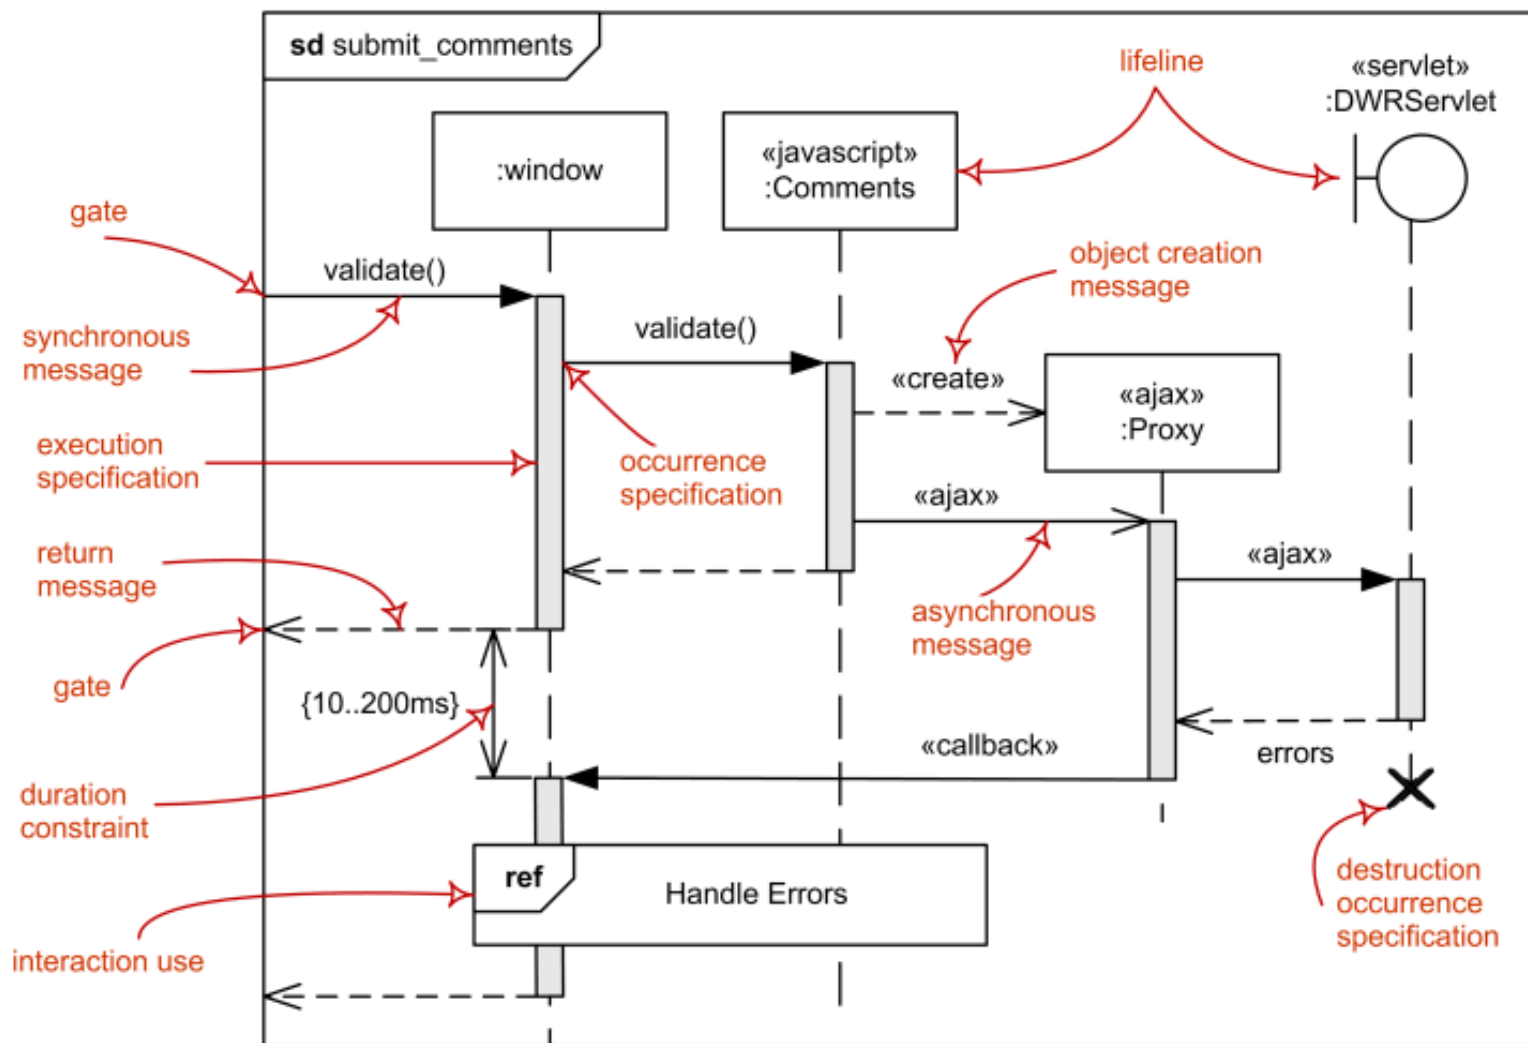 sd submit_comments
lifeline
«servlet»
:DWRServlet
:window
«javascript»
:Comments
gate
validate()
object creation
message
synchronous
message
validate()
«create»
«ajax»
:Proxy
execution
specification
occurrence
specification
«ajax»
return
message
«ajax»
asynchronous
message
gate
{10..200ms}
«callback»
errors
duration
constraint
ref
Handle Errors
destruction
occurrence
specification
interaction use